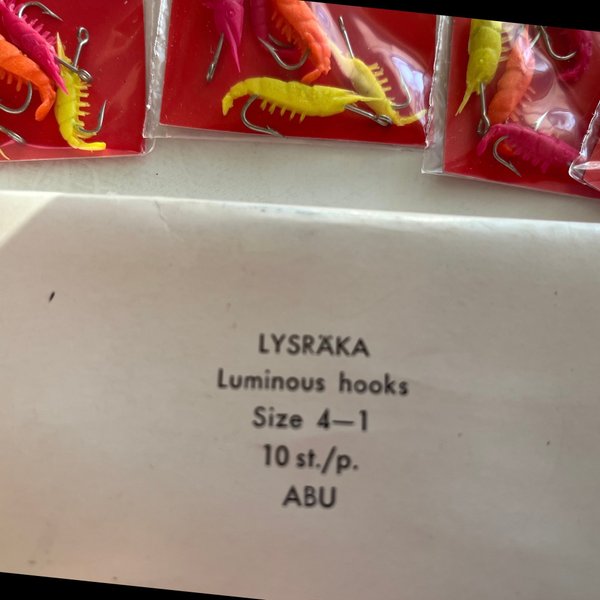 LYSRÄKA
Luminous hooks
Size 4—1
10 st./p.
ABU